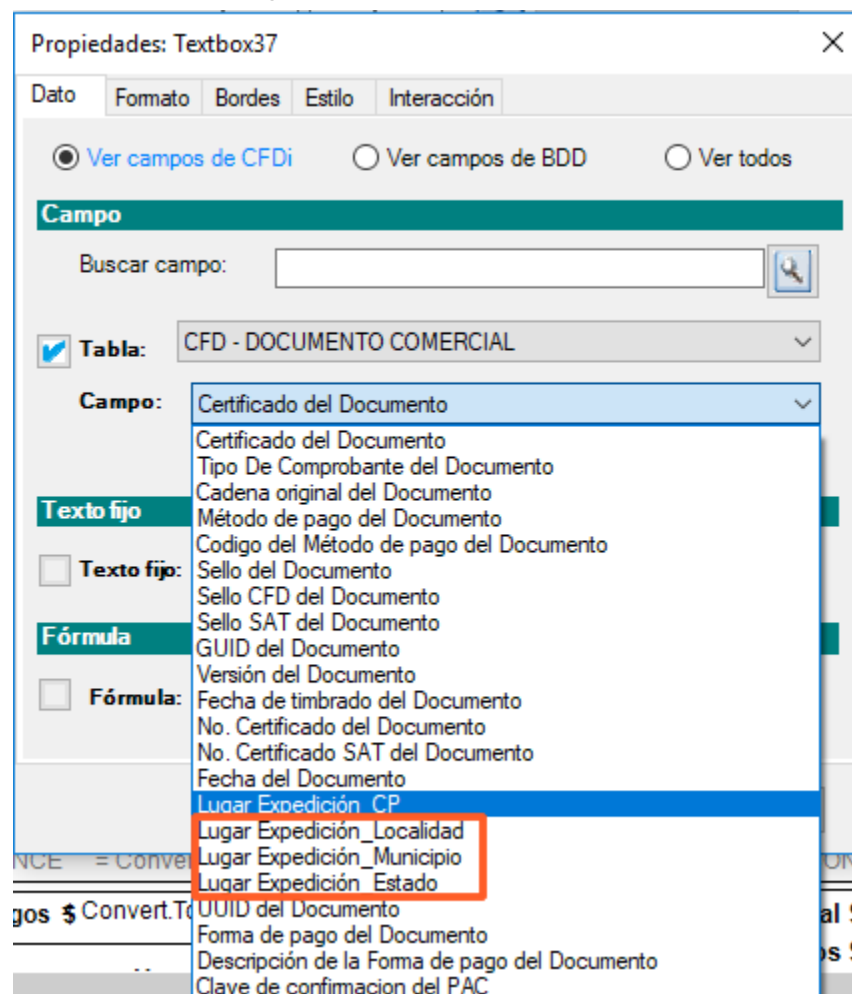 Propiedades: Textbox37
Dato Formato Bordes Estilo Interacción
Ver campos de CFDi Ver campos de BDD Ver todos
Campo
Buscar campo:
Tabla: CFD - DOCUMENTO COMERCIAL
Campo: Certificado del Documento
Certificado del Documento
Tipo De Comprobante del Documento
Cadena original del Documento
Texto fijo
Método de pago del Documento
Codigo del Método de pago del Documento
Texto fijo: Sello del Documento
Sello CFD del Documento
Sello SAT del Documento
Fórmula
GUID del Documento
Versión del Documento
Fórmula: Fecha de timbrado del Documento
No. Certificado del Documento
No. Certificado SAT del Documento
Fecha del Documento
Lugar Expedición_CP
Lugar Expedición_Localidad
NCE = Conve Lugar Expedición_Municipio
Lugar Expedición_Estado
gos $ Convert.To UUID del Documento al
Forma de pago del Documento
Descripción de la Forma de pago del Documento
Clave de confirmacion del PAC